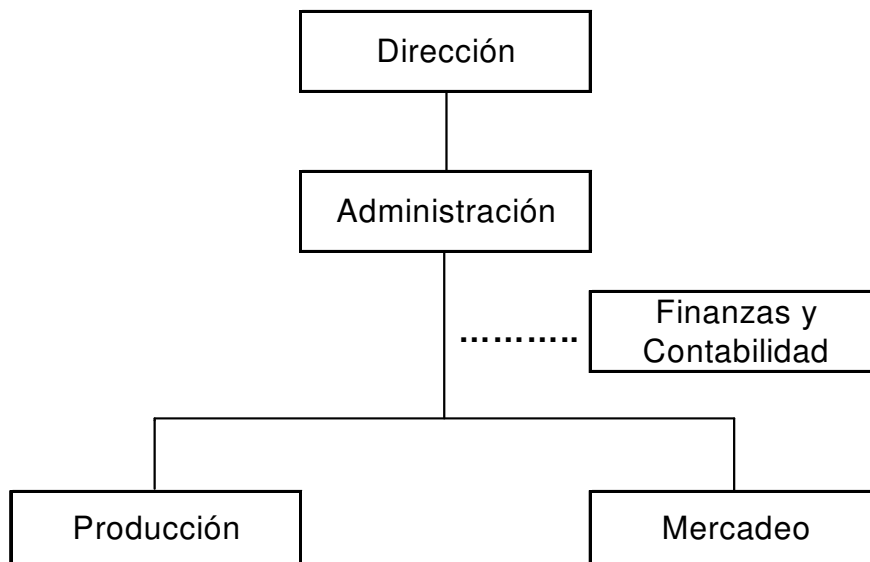 Dirección
Administración
Finanzas y
Contabilidad
Producción
Mercadeo